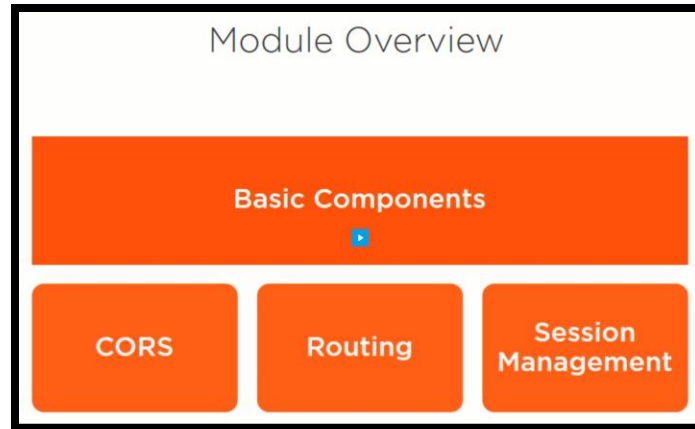 Module Overview
Basic Components
CORS
Routing
Session
Management